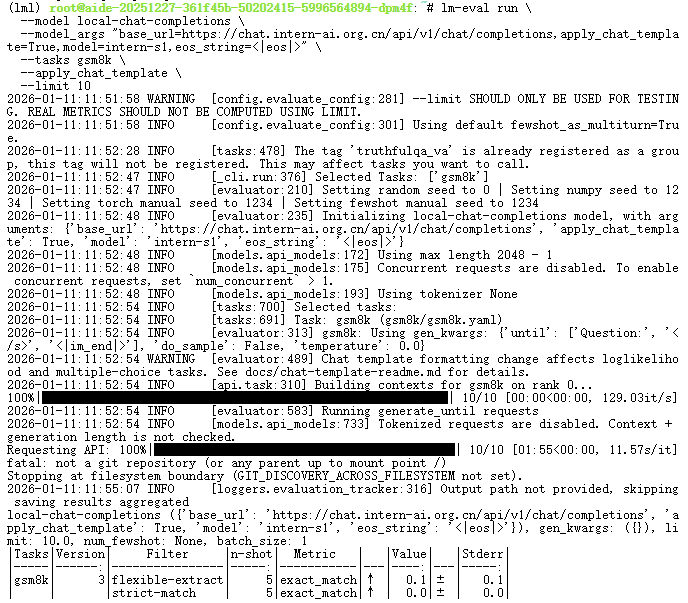 (lml) root@aide-20251227-361f45b-50202415-5996564894-dpm4f:~# lm-eval run \
  --model local-chat-completions \
  --model_args "base_url=https://chat.intern-ai.org.cn/api/v1/chat/completions,apply_chat_templa
te=True,model=intern-s1,eos_string=<|eos|>" \
  --tasks gsm8k \
  --apply_chat_template \
  --limit 10
2026-01-11:11:51:58 WARNING  [config.evaluate_config:281] --limit SHOULD ONLY BE USED FOR TESTIN
G. REAL METRICS SHOULD NOT BE COMPUTED USING LIMIT.
2026-01-11:11:51:58 INFO     [config.evaluate_config:301] Using default fewshot_as_multiturn=Tru
e.
2026-01-11:11:52:28 INFO     [tasks:478] The tag 'truthfulqa_va' is already registered as a grou
p, this tag will not be registered. This may affect tasks you want to call.
2026-01-11:11:52:47 INFO     [_cli.run:376] Selected Tasks: ['gsm8k']
2026-01-11:11:52:47 INFO     [evaluator:210] Setting random seed to 0 | Setting numpy seed to 12
34 | Setting torch manual seed to 1234 | Setting fewshot manual seed to 1234
2026-01-11:11:52:48 INFO     [evaluator:235] Initializing local-chat-completions model, with arg
uments: {'base_url': 'https://chat.intern-ai.org.cn/api/v1/chat/completions', 'apply_chat_templa
te': True, 'model': 'intern-s1', 'eos_string': '<|eos|>'}
2026-01-11:11:52:48 INFO     [models.api_models:172] Using max length 2048 - 1
2026-01-11:11:52:48 INFO     [models.api_models:175] Concurrent requests are disabled. To enable
 concurrent requests, set `num_concurrent` > 1.
2026-01-11:11:52:48 INFO     [models.api_models:193] Using tokenizer None
2026-01-11:11:52:54 INFO     [tasks:700] Selected tasks:
2026-01-11:11:52:54 INFO     [tasks:691] Task: gsm8k (gsm8k/gsm8k.yaml)
2026-01-11:11:52:54 INFO     [evaluator:313] gsm8k: Using gen_kwargs: {'until': ['Question:', '<
/s>', '<|im_end|>'], 'do_sample': False, 'temperature': 0.0}
2026-01-11:11:52:54 WARNING  [evaluator:489] Chat template formatting change affects loglikeliho
od and multiple-choice tasks. See docs/chat-template-readme.md for details.
2026-01-11:11:52:54 INFO     [api.task:310] Building contexts for gsm8k on rank 0...
100%| | 10/10 [00:00<00:00, 129.03it/s]
2026-01-11:11:52:54 INFO     [evaluator:583] Running generate_until requests
2026-01-11:11:52:54 INFO     [models.api_models:733] Tokenized requests are disabled. Context +
generation length is not checked.
Requesting API: 100%| | 10/10 [01:55<00:00, 11.57s/it]
fatal: not a git repository (or any parent up to mount point /)
Stopping at filesystem boundary (GIT_DISCOVERY_ACROSS_FILESYSTEM not set).
2026-01-11:11:55:07 INFO     [loggers.evaluation_tracker:316] Output path not provided, skipping
 saving results aggregated
local-chat-completions ({'base_url': 'https://chat.intern-ai.org.cn/api/v1/chat/completions', 'a
pply_chat_template': True, 'model': 'intern-s1', 'eos_string': '<|eos|>'}), gen_kwargs: ({}), li
mit: 10.0, num_fewshot: None, batch_size: 1
|Tasks|Version|     Filter     |n-shot|  Metric   |   |Value|   |Stderr|
|-----|------:|----------------|-----:|-----------|---|----:|---|-----:|
|gsm8k|      3|flexible-extract|     5|exact_match|↑  |  0.1|±  |   0.1|
|     |       |strict-match    |     5|exact_match|↑  |  0.0|±  |   0.0|